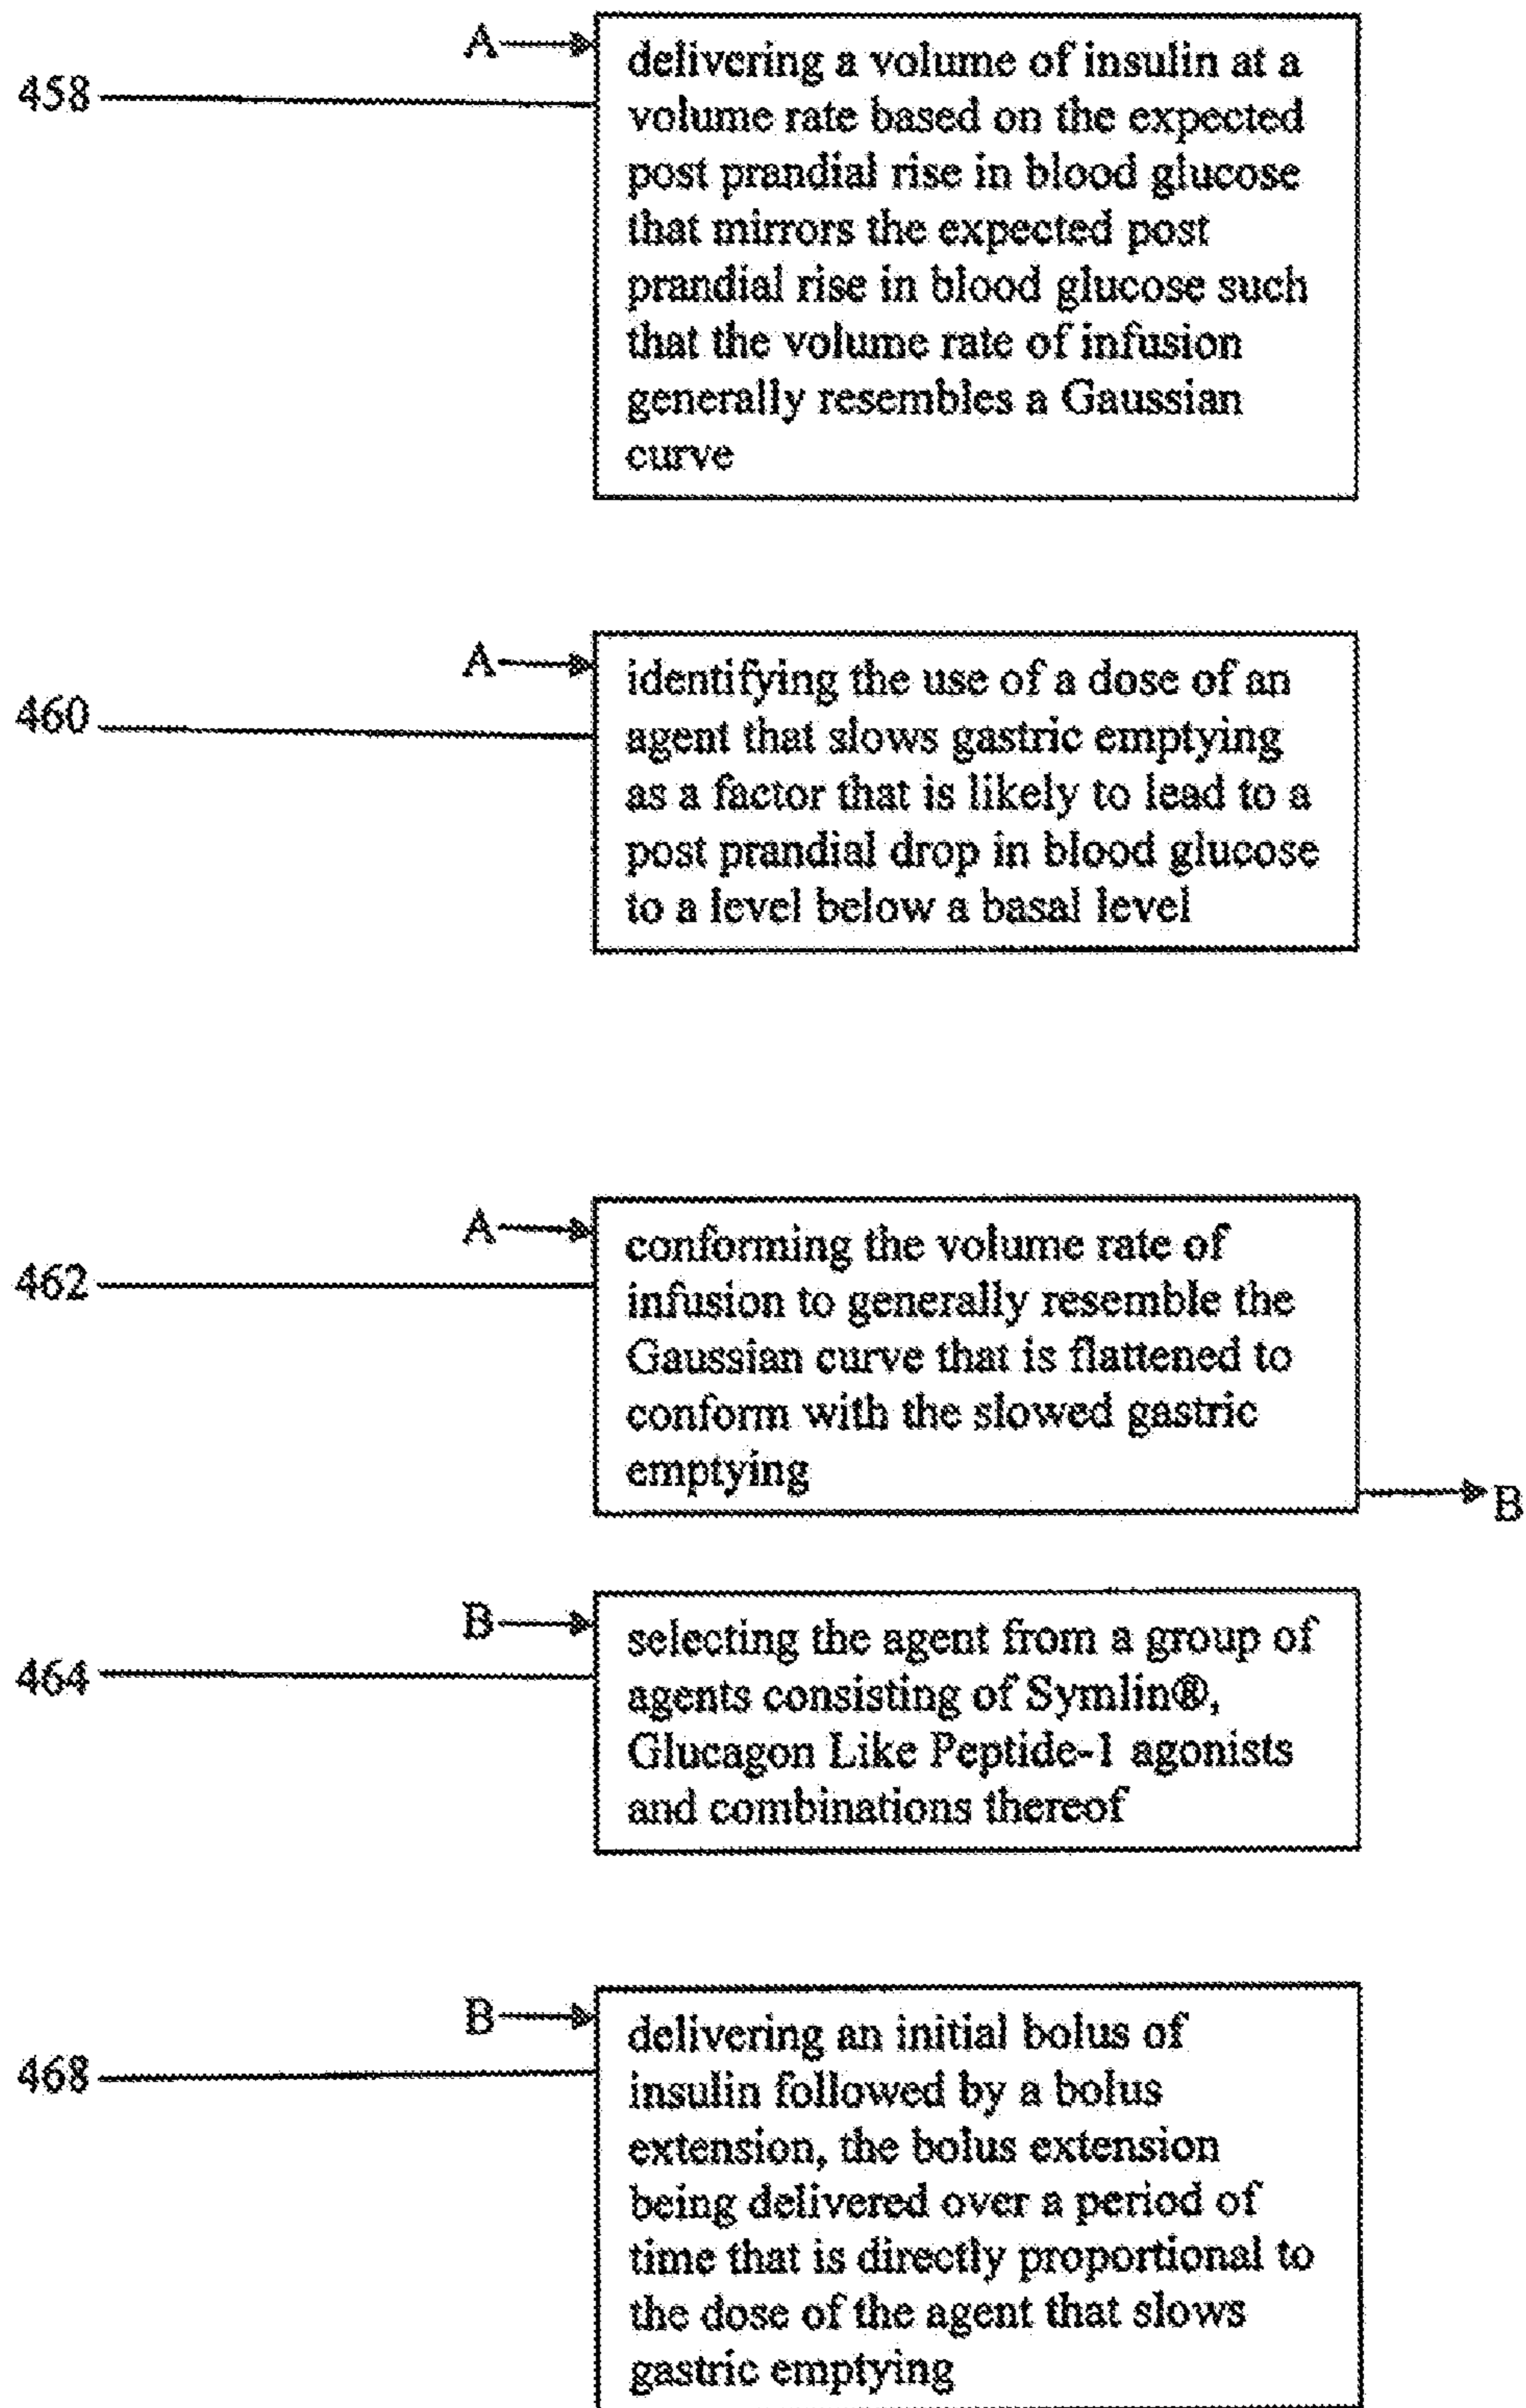 A
458
delivering a volume of insulin at a
volume rate based on the expected
post prandial rise in blood glucose
that mirrors the expected post
prandial rise in blood glucose such
that the volume rate of infusion
generally resembles a Gaussian
curve
A
460
identifying the use of a dose of an
agent that slows gastric emptying
as a factor that is likely to lead to a
post prandial drop in blood glucose
to a level below a basal level
A
462
conforming the volume rate of
infusion to generally resemble the
Gaussian curve that is flattened to
conform with the slowed gastric
emptying
B
B
464
selecting the agent from a group of
agents consisting of Symlin®,
Glucagon Like Peptide-1 agonists
and combinations thereof
B
468
delivering an initial bolus of
insulin followed by a bolus
extension, the bolus extension
being delivered over a period of
time that is directly proportional to
the dose of the agent that slows
gastric emptying